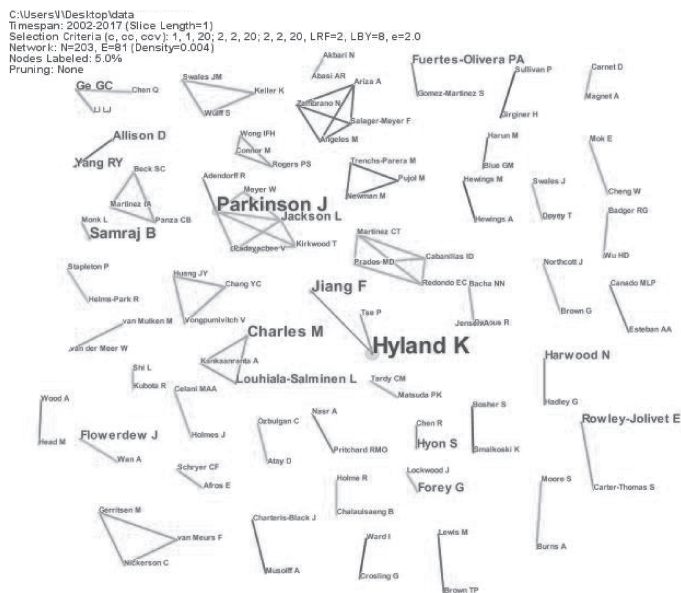 C:\Users\I\Desktop\data
Timespan: 2002-2017 (Slice Length=1)
Selection Criteria (c, cc, ccv): 1, 1, 20; 2, 2, 20; 2, 2, 20, LRF=2, LBY=8, e=2.0
Network: N=203, E=81 (Density=0.004)
Nodes Labeled: 5.0%
Pruning: None
Akbari N
Abasi AR
Fuertes-Olivera PA
Gomez-Martinez S
Sullivan P
Girginer H
Carnet D
Magnet A
Ge GC
Chen Q
Li LJ
Swales JM
Keller K
Wulff S
Ariza A
Zambrano N
Salager-Meyer F
Angeles M
Allison D
Yang RY
Wong IFH
Connor M
Rogers PS
Harun M
Blue GM
Mok E
Cheng W
Beck SC
Martinez IA
Panza CB
Adendorff R
Meyer W
Parkinson J
Jackson L
Kirkwood T
Trenchs-Parera M
Pujol M
Newman M
Hewings M
Hewings A
Swales J
Badger RG
Wu HD
Monk L
Samraj B
Martinez CT
Prados-MD
Cabanillas ID
Redondo EC
Stapleton P
Helms-Park R
Huang JY
Chang YC
Vongpumivitch V
Jiang F
Tse P
Hyland K
Bacha NN
Northcott J
Brown G
Canado MLP
Esteban AA
van Mulken M
van der Meer W
Charles M
Kankaanranta A
Louhiala-Salminen L
Shi L
Kubota R
Celani MAA
Holmes J
Tardy CM
Matsuda PK
Harwood N
Hadley G
Wood A
Head M
Flowerdew J
Wan A
Ozbulgan C
Atay D
Nasr A
Pritchard RMO
Chen R
Hyon S
Bosher S
Smalkoski K
Rowley-Jolivet E
Carter-Thomas S
Schryer CF
Afros E
Holme R
Chalauisaeng B
Lockwood J
Forey G
Moore S
Burns A
Gerritsen M
van Meurs F
Nickerson C
Charteris-Black J
Musolff A
Ward I
Crosling G
Lewis M
Brown TP